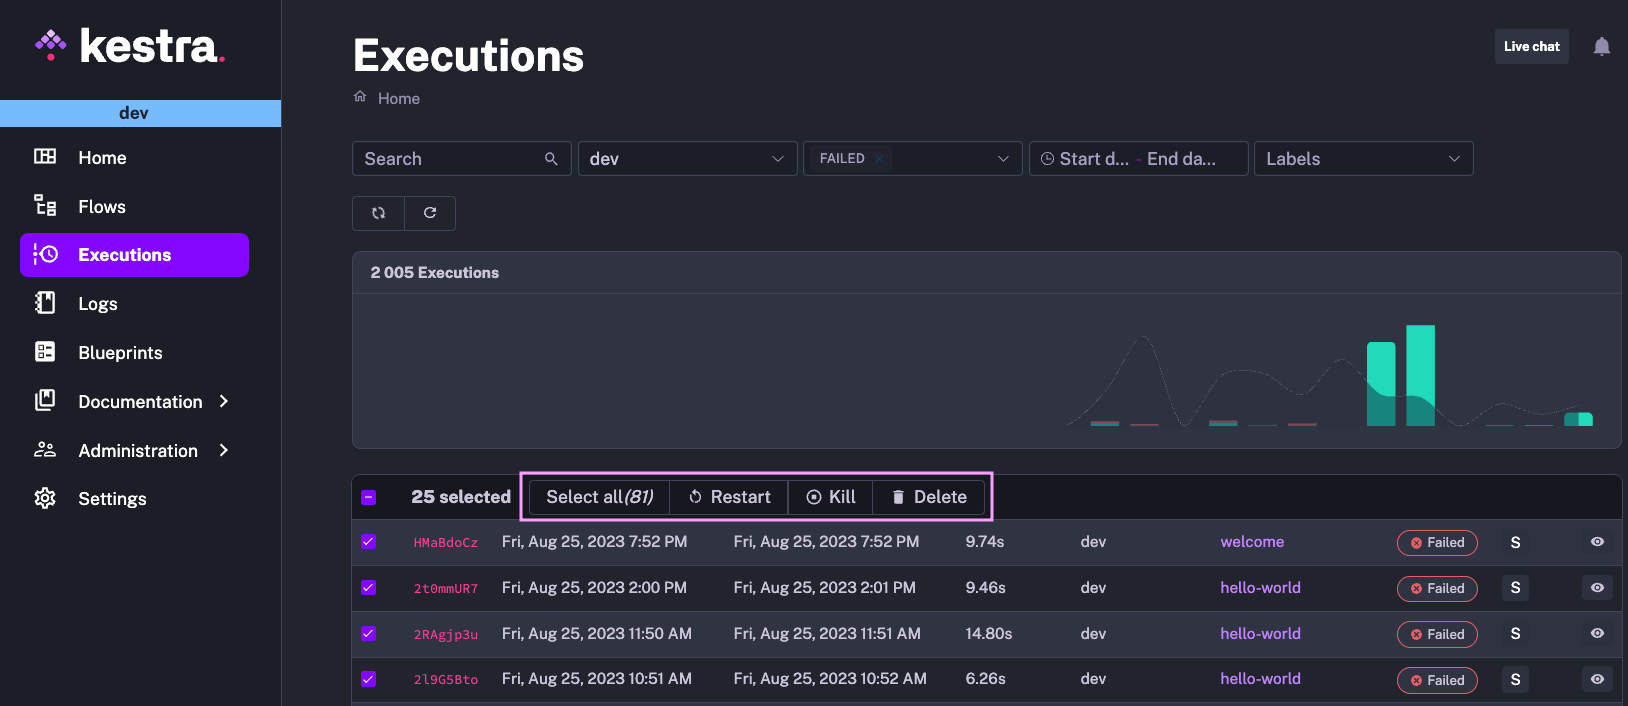 kestra.
dev
Home
Flows
Executions
Logs
Blueprints
Documentation
Administration
Settings
Executions
Home
Live chat
Search
dev
FAILED
Start d... - End da...
Labels
2 005 Executions
25 selected Select all(81) Restart Kill Delete
HMaBdoCz Fri, Aug 25, 2023 7:52 PM Fri, Aug 25, 2023 7:52 PM 9.74s dev welcome Failed S
2t0mmUR7 Fri, Aug 25, 2023 2:00 PM Fri, Aug 25, 2023 2:01 PM 9.46s dev hello-world Failed S
2RAgjp3u Fri, Aug 25, 2023 11:50 AM Fri, Aug 25, 2023 11:51 AM 14.80s dev hello-world Failed S
2l9G5Bto Fri, Aug 25, 2023 10:51 AM Fri, Aug 25, 2023 10:52 AM 6.26s dev hello-world Failed S